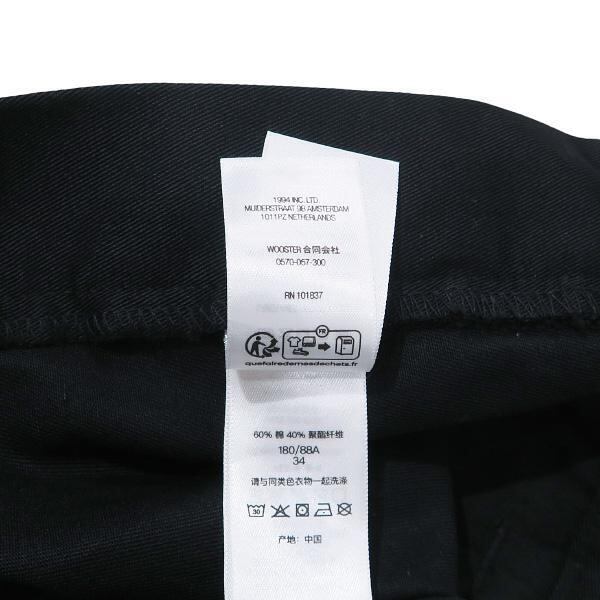 1994 INC. LTD.
MUIDERSTRAAT 9B AMSTERDAM
1011PZ NETHERLANDS
WOOSTER 合同会社
0570-057-300
RN 101837
FR
quefairedemesdechets.fr
60% 棉 40% 聚酯纤维
180/88A
34
请与同类色衣物一起洗涤
30
产地: 中国